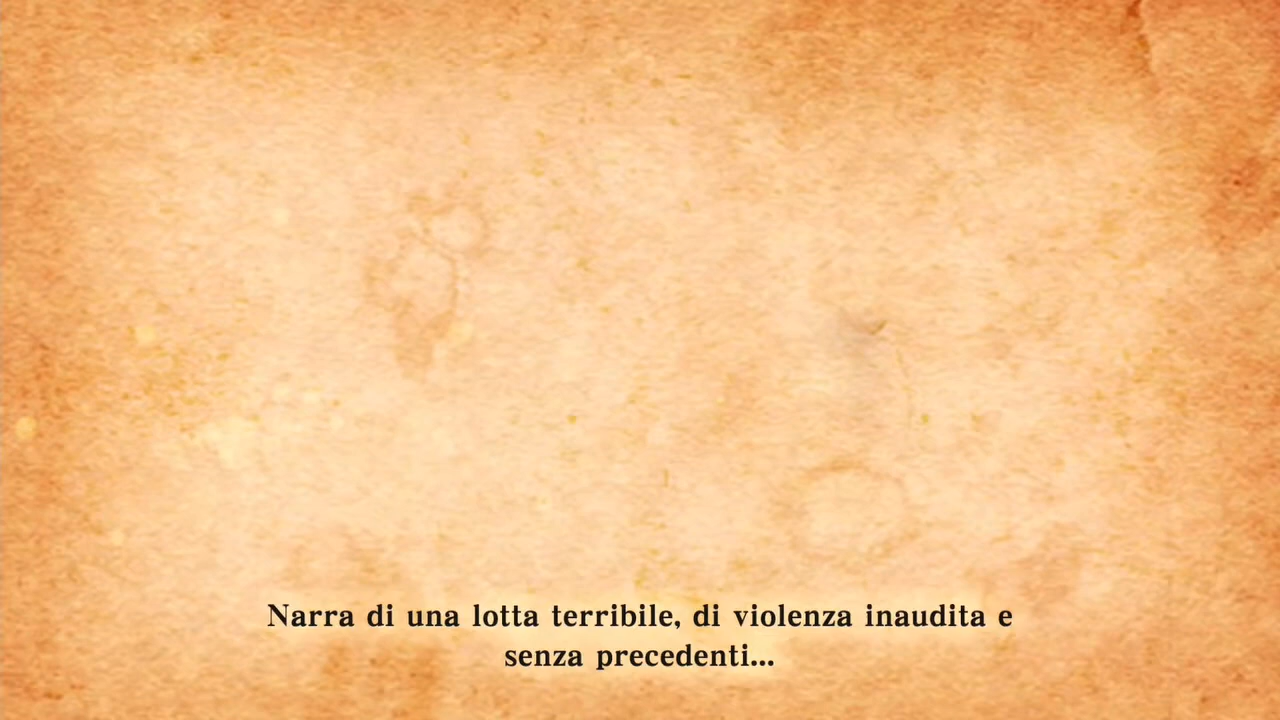 Narra di una lotta terribile, di violenza inaudita e
senza precedenti...